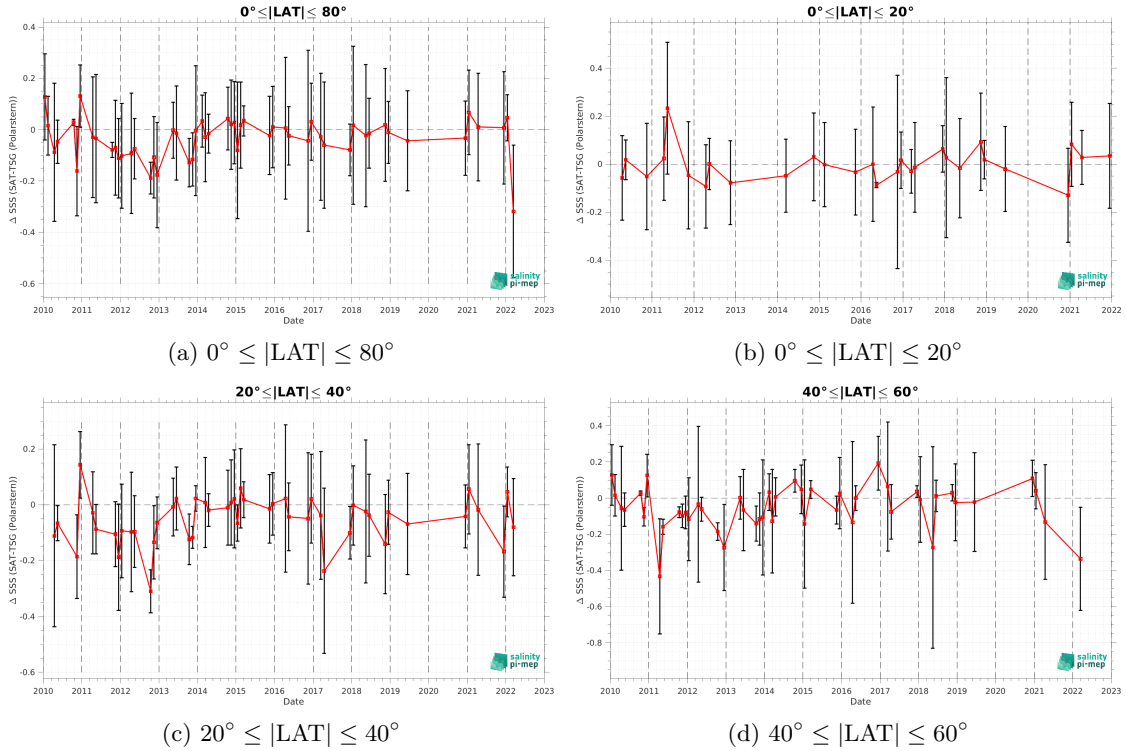 0°≤|LAT|≤ 80°
Δ SSS (SAT-TSG (Polarstern))
0.4
0.2
0
-0.2
-0.4
-0.6
2010 2011 2012 2013 2014 2015 2016 2017 2018 2019 2020 2021 2022 2023
Date
salinity
pi-mep
(a) 0° ≤ |LAT| ≤ 80°
0°≤|LAT|≤ 20°
Δ SSS (SAT-TSG (Polarstern))
0.4
0.2
0
-0.2
-0.4
2010 2011 2012 2013 2014 2015 2016 2017 2018 2019 2020 2021 2022
Date
salinity
pi-mep
(b) 0° ≤ |LAT| ≤ 20°
20°≤|LAT|≤ 40°
Δ SSS (SAT-TSG (Polarstern))
0.2
0
-0.2
-0.4
-0.6
2010 2011 2012 2013 2014 2015 2016 2017 2018 2019 2020 2021 2022 2023
Date
salinity
pi-mep
(c) 20° ≤ |LAT| ≤ 40°
40°≤|LAT|≤ 60°
Δ SSS (SAT-TSG (Polarstern))
0.6
0.4
0.2
0
-0.2
-0.4
-0.6
-0.8
2010 2011 2012 2013 2014 2015 2016 2017 2018 2019 2020 2021 2022 2023
Date
salinity
pi-mep
(d) 40° ≤ |LAT| ≤ 60°